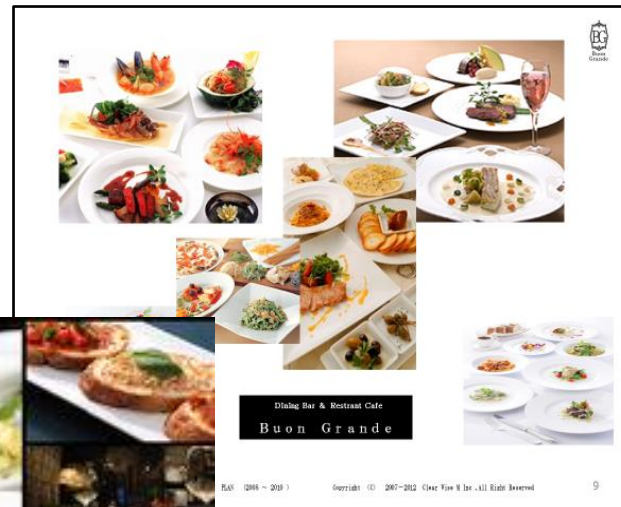 BG
Buon
Grande
Dining Bar & Restrant Cafe
Buon Grande
PLAN (2008 ~ 2010 ) Copyright (C) 2007-2012 Clear Vise M Inc .All Right Reserved 9